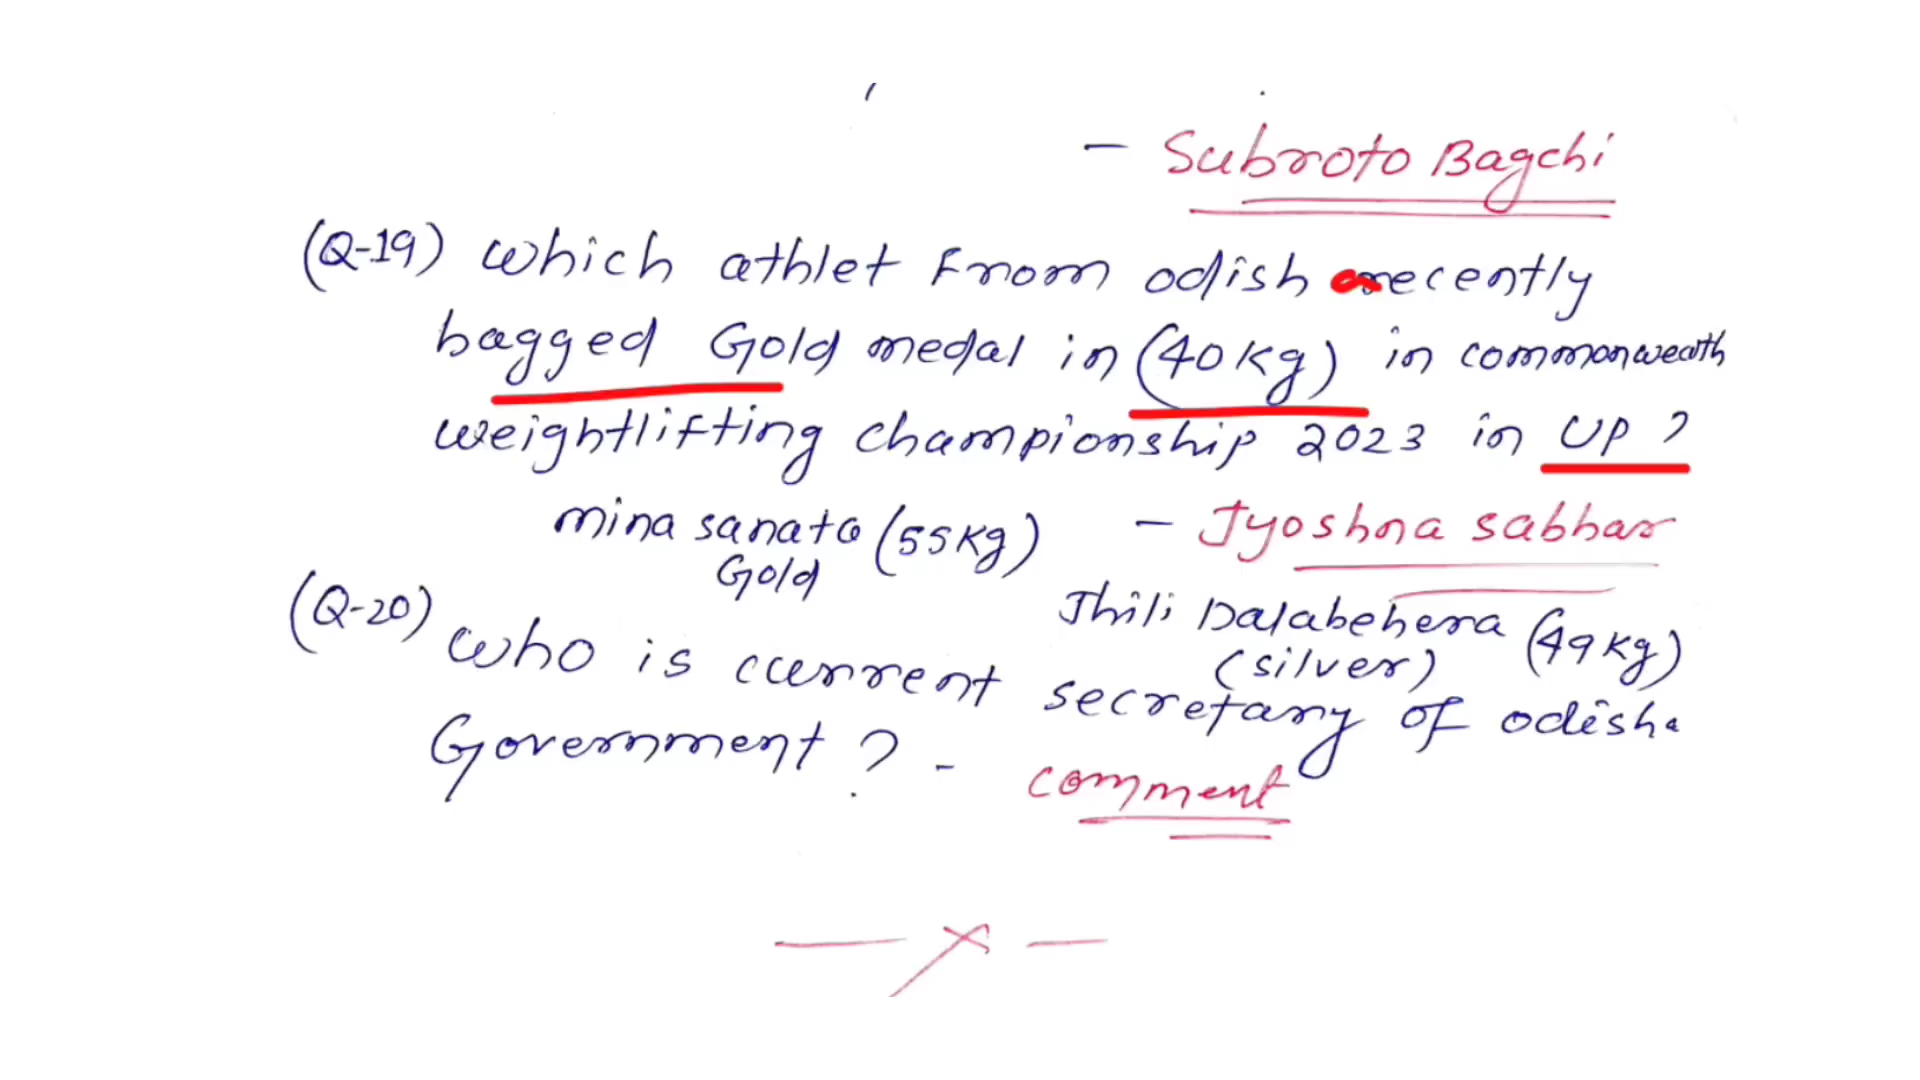 - Subroto Bagchi
(Q-19) which athlet From odish recently
bagged Gold medal in (40kg) in commonweath
weightlifting championship 2023 in UP ?
mina sanata (55kg) - Jyoshna sabhar
Gold
Jhili Dalabehera (49kg)
(silver)
(Q-20) who is current secretary of odisha
Government ? - comment